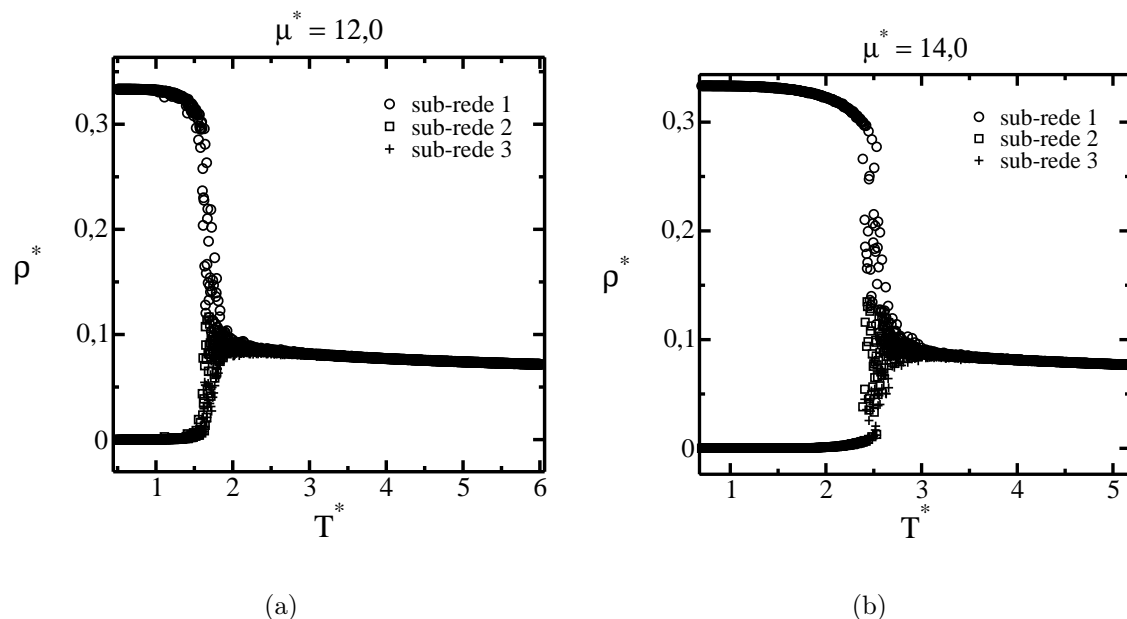 μ* = 12,0
0,3
0,2
0,1
0
ρ*
1 2 3 4 5 6
T*
sub-rede 1
sub-rede 2
sub-rede 3
(a)
μ* = 14,0
0,3
0,2
0,1
0
ρ*
1 2 3 4 5
T*
sub-rede 1
sub-rede 2
sub-rede 3
(b)